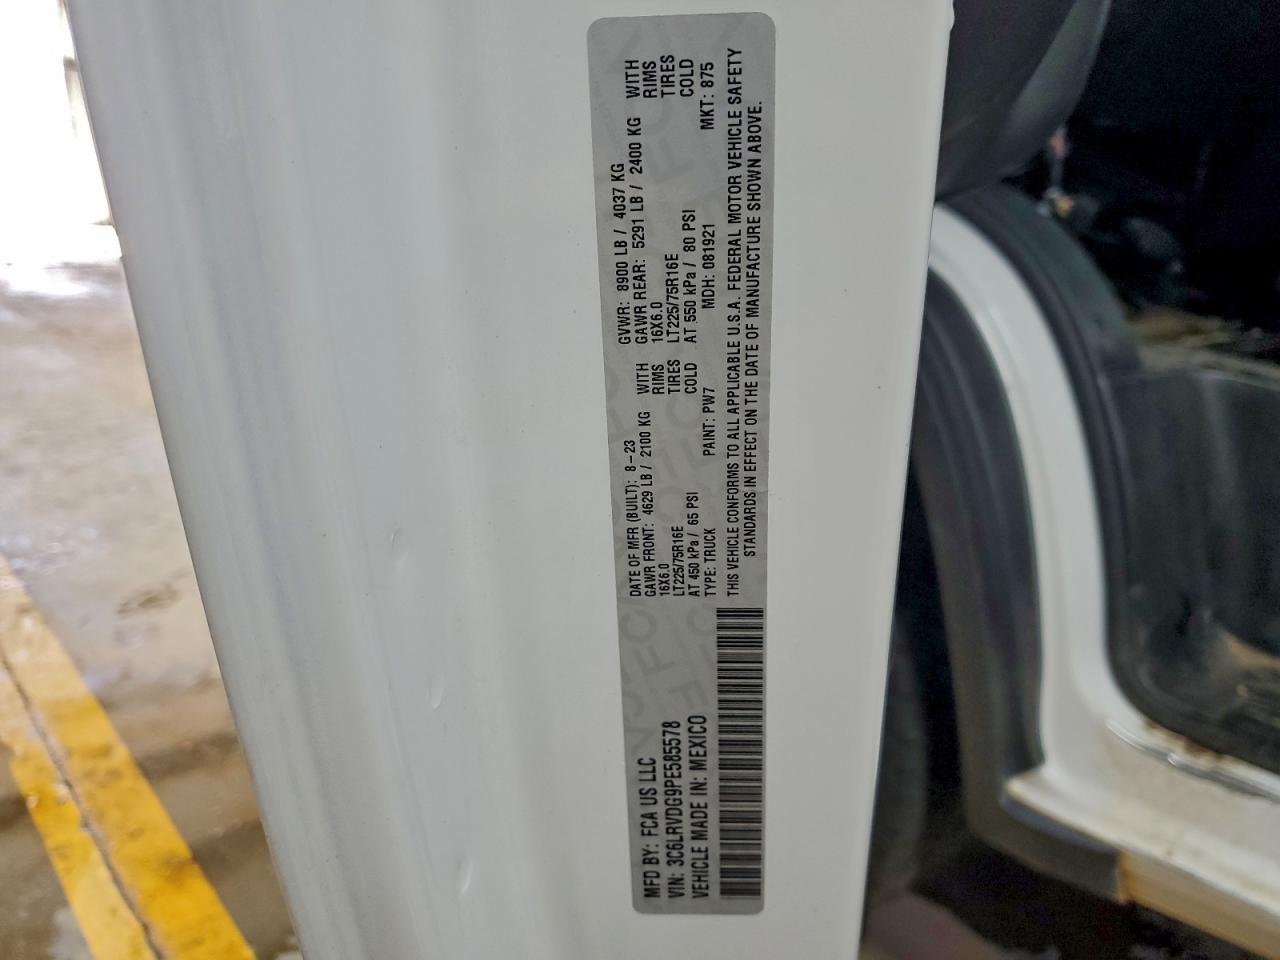 MFD BY: FCA US LLC
VIN: 3C6LRVDG9PE585578
VEHICLE MADE IN: MEXICO
DATE OF MFR (BUILT): 8-23
GVWR: 8900 LB / 4037 KG
GAWR FRONT: 4629 LB / 2100 KG WITH
16X6.0 RIMS
LT225/75R16E TIRES
AT 450 kPa / 65 PSI COLD
GAWR REAR: 5291 LB / 2400 KG WITH
16X6.0 RIMS
LT225/75R16E TIRES
AT 550 kPa / 80 PSI COLD
TYPE: TRUCK PAINT: PW7 MDH: 081921 MKT: 875
THIS VEHICLE CONFORMS TO ALL APPLICABLE U.S.A. FEDERAL MOTOR VEHICLE SAFETY
STANDARDS IN EFFECT ON THE DATE OF MANUFACTURE SHOWN ABOVE.